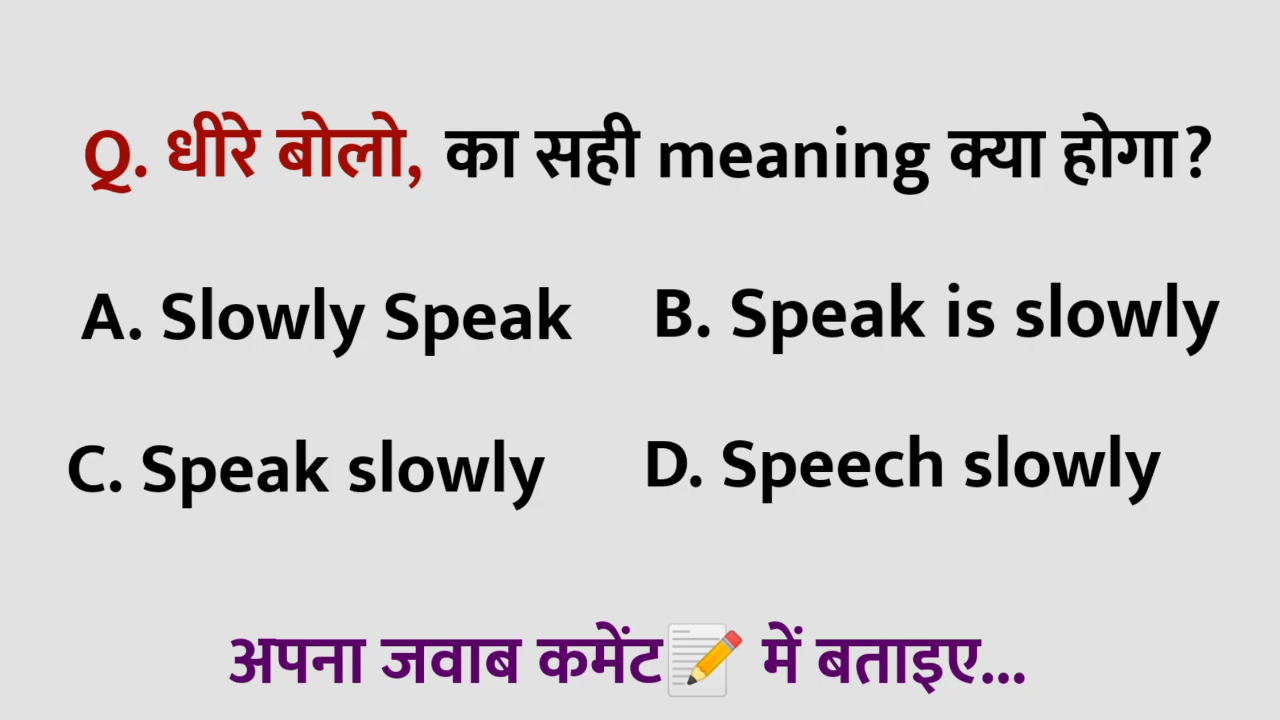 Q. धीरे बोलो, का सही meaning क्या होगा?
A. Slowly Speak
B. Speak is slowly
C. Speak slowly
D. Speech slowly
अपना जवाब कमेंट📝 में बताइए...